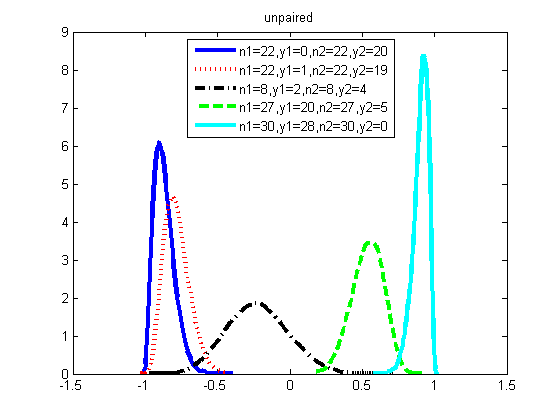 unpaired
9
n1=22,y1=0,n2=22,y2=20
n1=22,y1=1,n2=22,y2=19
n1=8,y1=2,n2=8,y2=4
n1=27,y1=20,n2=27,y2=5
n1=30,y1=28,n2=30,y2=0
8
7
6
5
4
3
2
1
0
-1.5 -1 -0.5 0 0.5 1 1.5